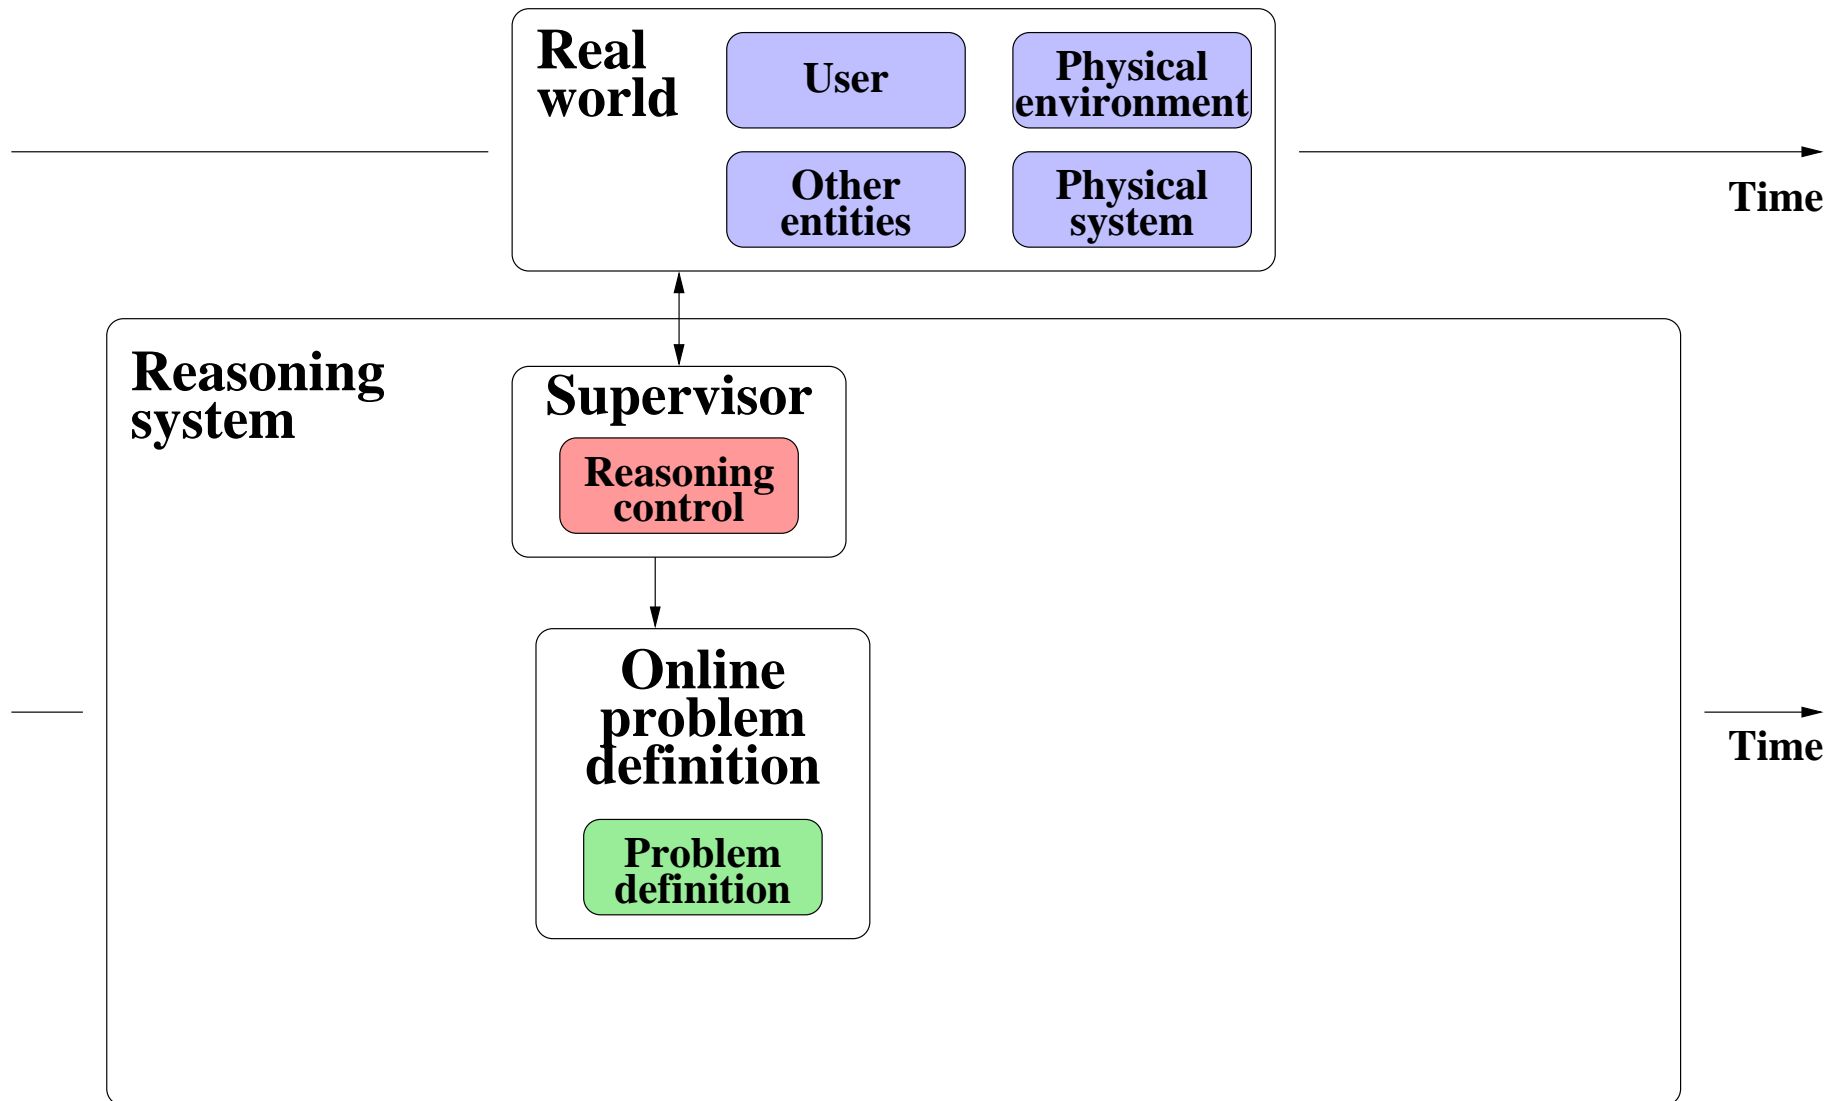 Real
world
User
Physical
environment
Other
entities
Physical
system
Time
Reasoning
system
Supervisor
Reasoning
control
Online
problem
definition
Time
Problem
definition